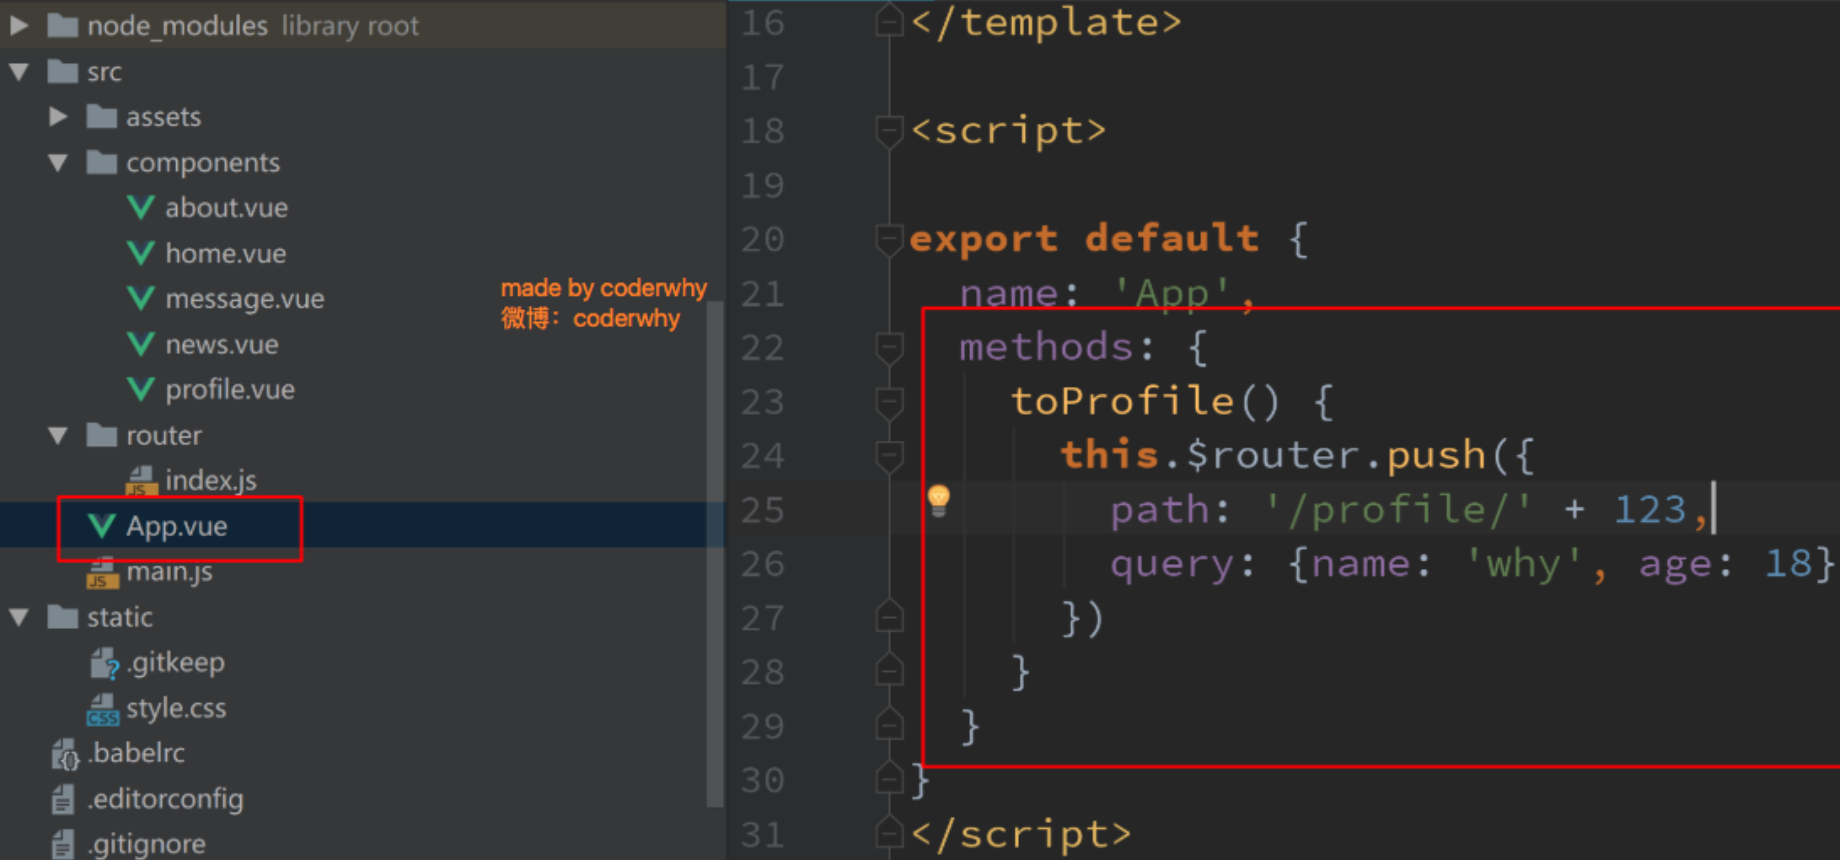 node_modules library root
src
assets
components
about.vue
home.vue
message.vue
news.vue
profile.vue
router
JS index.js
App.vue
JS main.js
static
.gitkeep
CSS style.css
.babelrc
.editorconfig
.gitignore
made by coderwhy
微博：coderwhy
16 </template>
17
18 <script>
19
20 export default {
21 name: 'App',
22 methods: {
23 toProfile() {
24 this.$router.push({
25 path: '/profile/' + 123,
26 query: {name: 'why', age: 18}
27 })
28 }
29 }
30 }
31 </script>